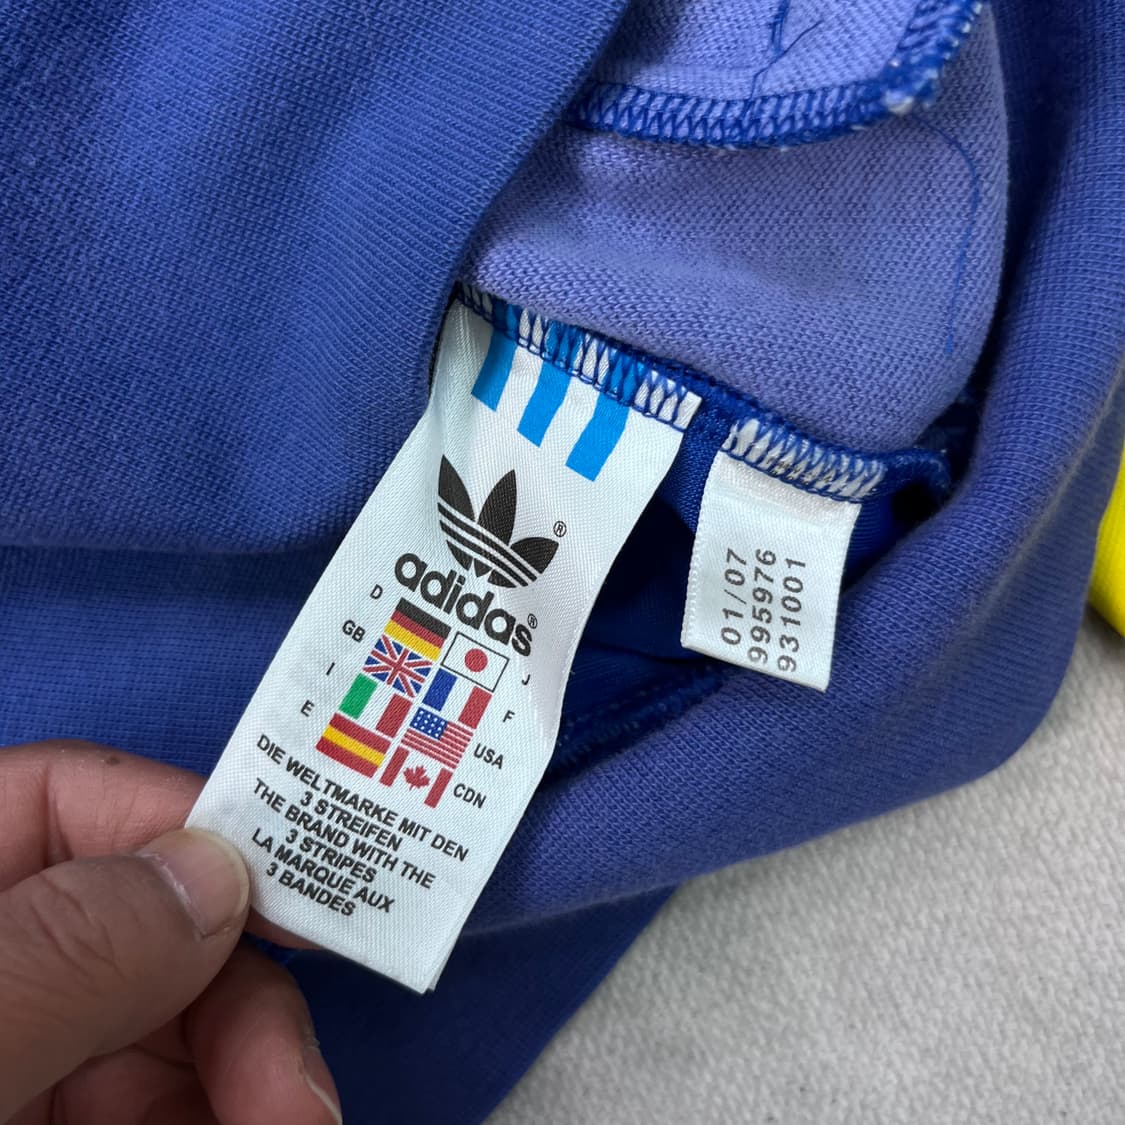 ®
adidas®
D
GB
J
I
F
E
USA
CDN
DIE WELTMARKE MIT DEN
3 STREIFEN
THE BRAND WITH THE
3 STRIPES
LA MARQUE AUX
3 BANDES
01/07
995976
931001